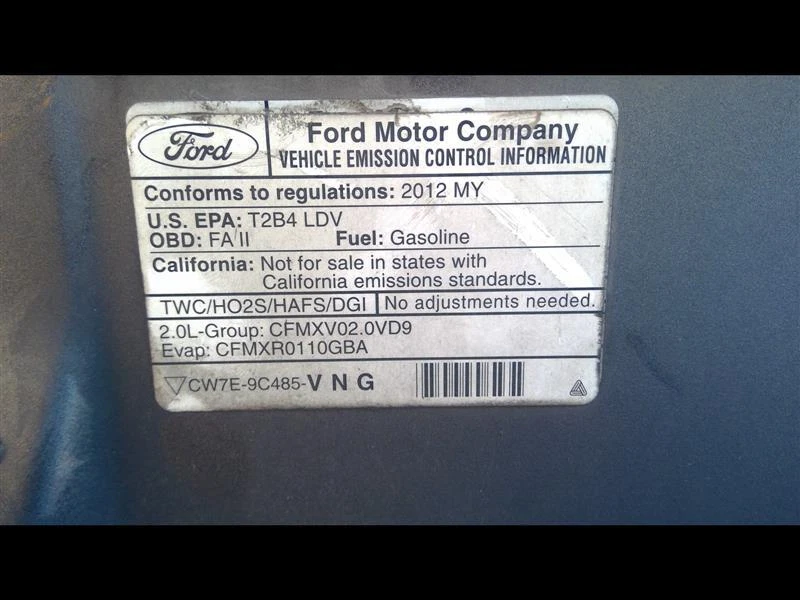 Ford
Ford Motor Company
VEHICLE EMISSION CONTROL INFORMATION
Conforms to regulations: 2012 MY
U.S. EPA: T2B4 LDV
OBD: FA/II Fuel: Gasoline
California: Not for sale in states with
California emissions standards.
TWC/HO2S/HAFS/DGI No adjustments needed.
2.0L-Group: CFMXV02.0VD9
Evap: CFMXR0110GBA
CW7E-9C485-V N G